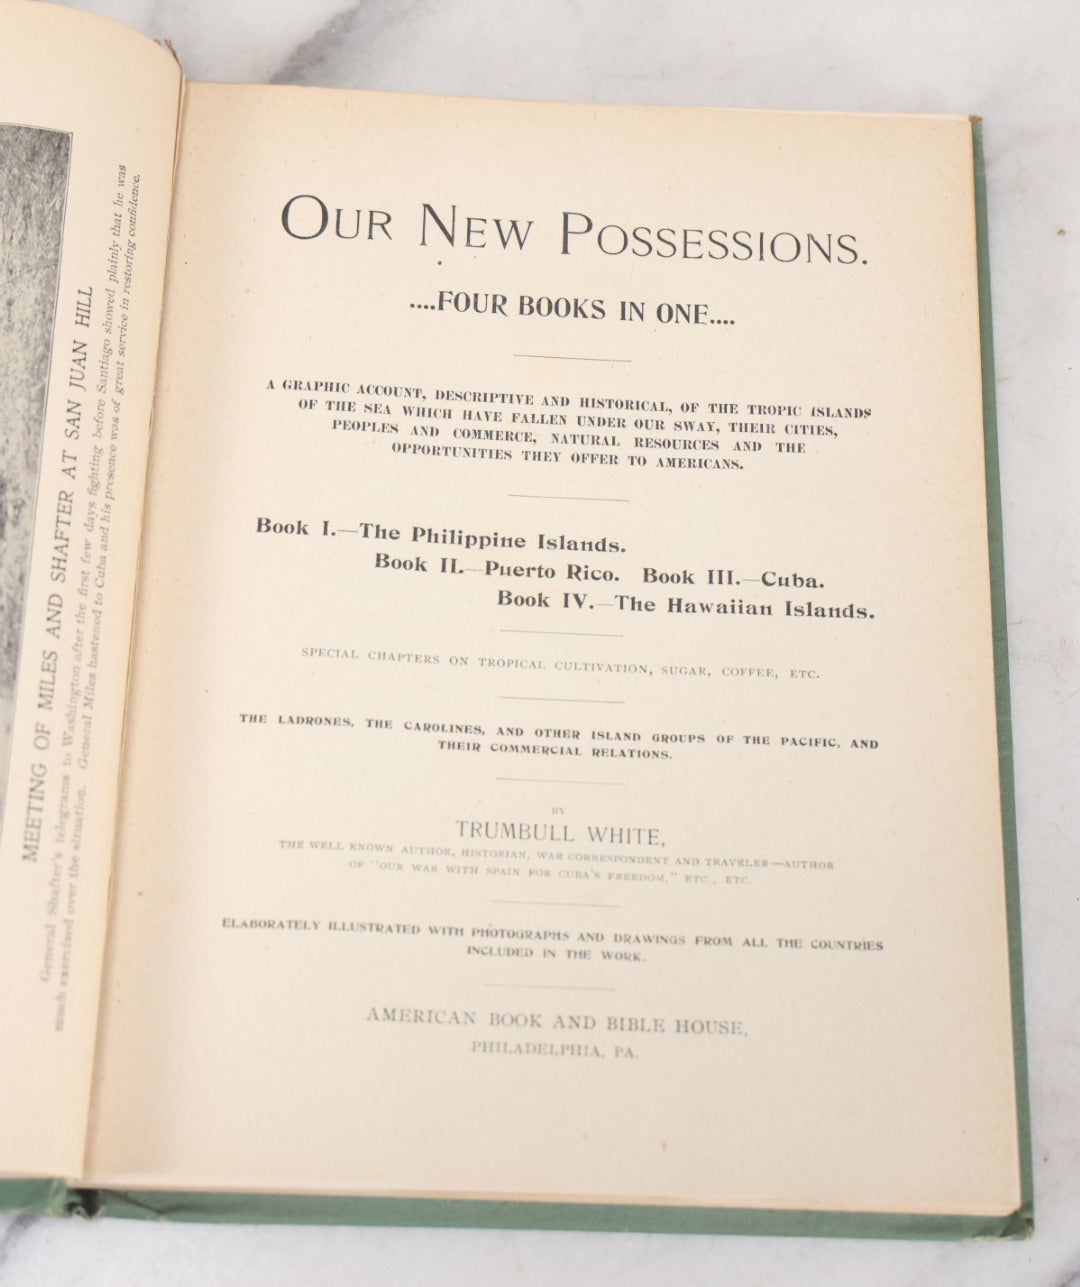 MEETING OF MILES AND SHAFTER AT SAN JUAN HILL
General Shafter's telegrams to Washington after the first few days fighting before Santiago showed plainly that he was
much exercised over the situation. General Miles hastened to Cuba and his presence was of great service in restoring confidence.
OUR NEW POSSESSIONS.
....FOUR BOOKS IN ONE....
A GRAPHIC ACCOUNT, DESCRIPTIVE AND HISTORICAL, OF THE TROPIC ISLANDS
OF THE SEA WHICH HAVE FALLEN UNDER OUR SWAY, THEIR CITIES,
PEOPLES AND COMMERCE, NATURAL RESOURCES AND THE
OPPORTUNITIES THEY OFFER TO AMERICANS.
Book I.—The Philippine Islands.
Book II.—Puerto Rico. Book III.—Cuba.
Book IV.—The Hawaiian Islands.
SPECIAL CHAPTERS ON TROPICAL CULTIVATION, SUGAR, COFFEE, ETC.
THE LADRONES, THE CAROLINES, AND OTHER ISLAND GROUPS OF THE PACIFIC, AND
THEIR COMMERCIAL RELATIONS.
BY
TRUMBULL WHITE,
THE WELL KNOWN AUTHOR, HISTORIAN, WAR CORRESPONDENT AND TRAVELER—AUTHOR
OF "OUR WAR WITH SPAIN FOR CUBA'S FREEDOM," ETC., ETC.
ELABORATELY ILLUSTRATED WITH PHOTOGRAPHS AND DRAWINGS FROM ALL THE COUNTRIES
INCLUDED IN THE WORK.
AMERICAN BOOK AND BIBLE HOUSE,
PHILADELPHIA, PA.